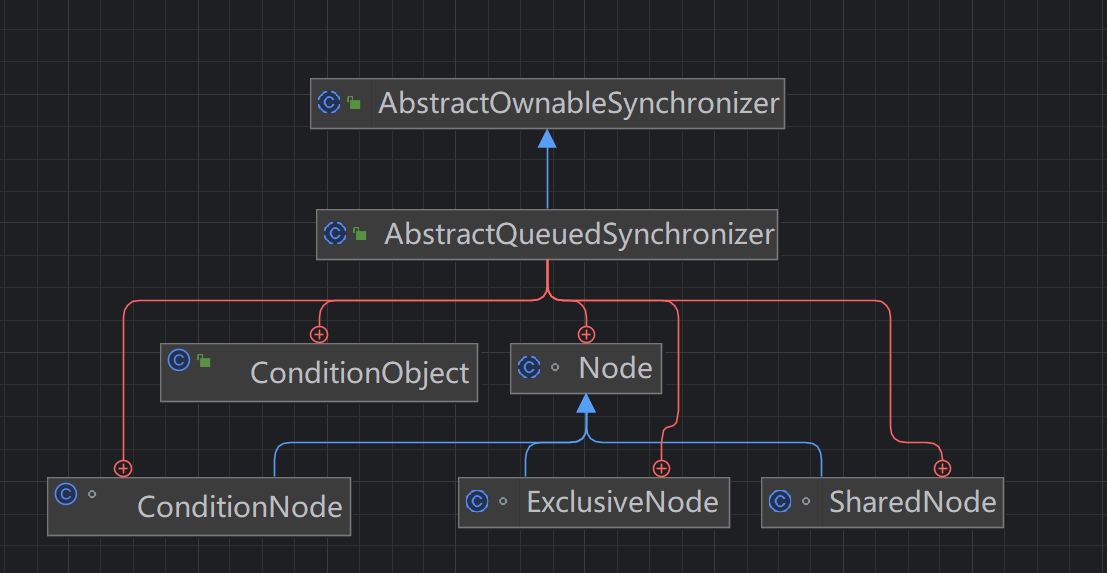 AbstractOwnableSynchronizer
AbstractQueuedSynchronizer
ConditionObject
Node
ConditionNode
ExclusiveNode
SharedNode